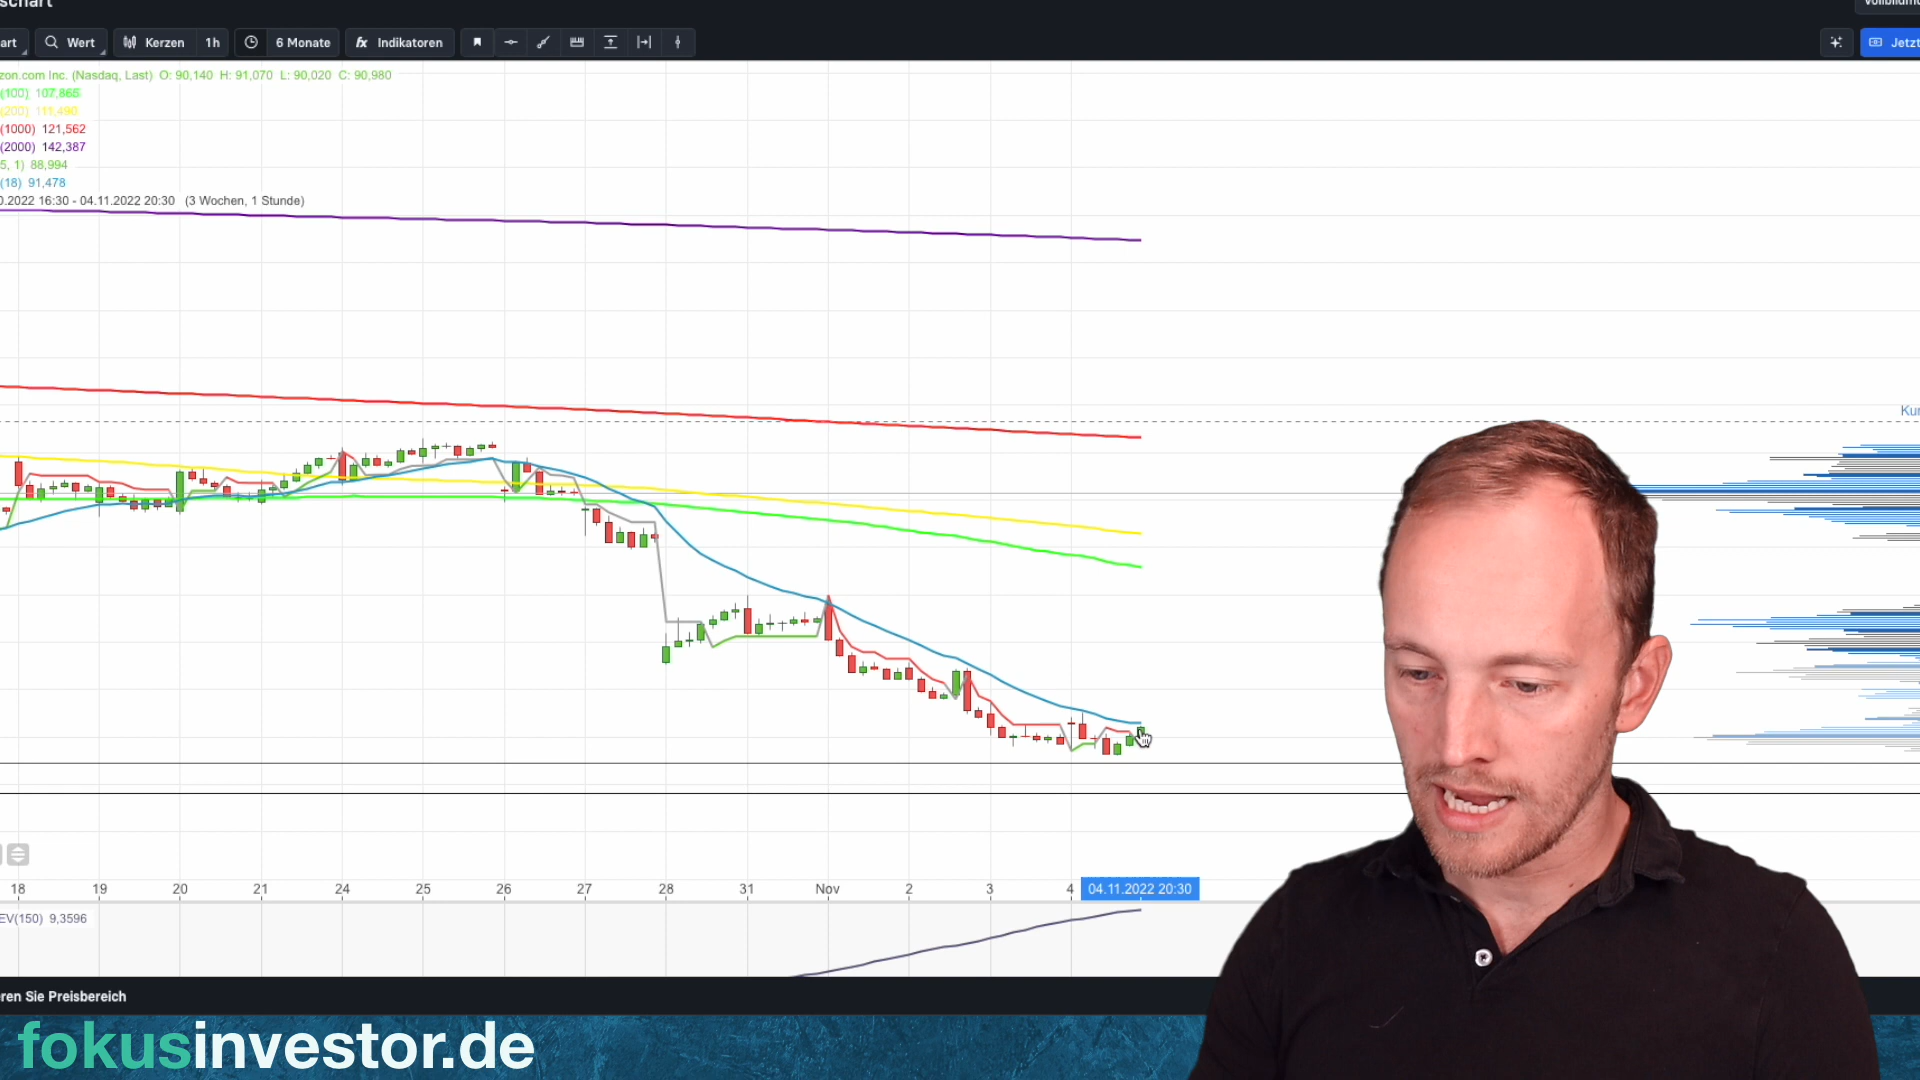 schart
Vollbildm
art
Wert
Kerzen
1h
6 Monate
fx Indikatoren
Jetzt
zon.com Inc. (Nasdaq, Last) O: 90,140 H: 91,070 L: 90,020 C: 90,980
(100) 107,865
(200) 111,490
(1000) 121,562
(2000) 142,387
5, 1) 88,994
(18) 91,478
0.2022 16:30 - 04.11.2022 20:30 (3 Wochen, 1 Stunde)
Kur
18 19 20 21 24 25 26 27 28 31 Nov 2 3 4 04.11.2022 20:30
EV(150) 9,3596
ren Sie Preisbereich
fokusinvestor.de